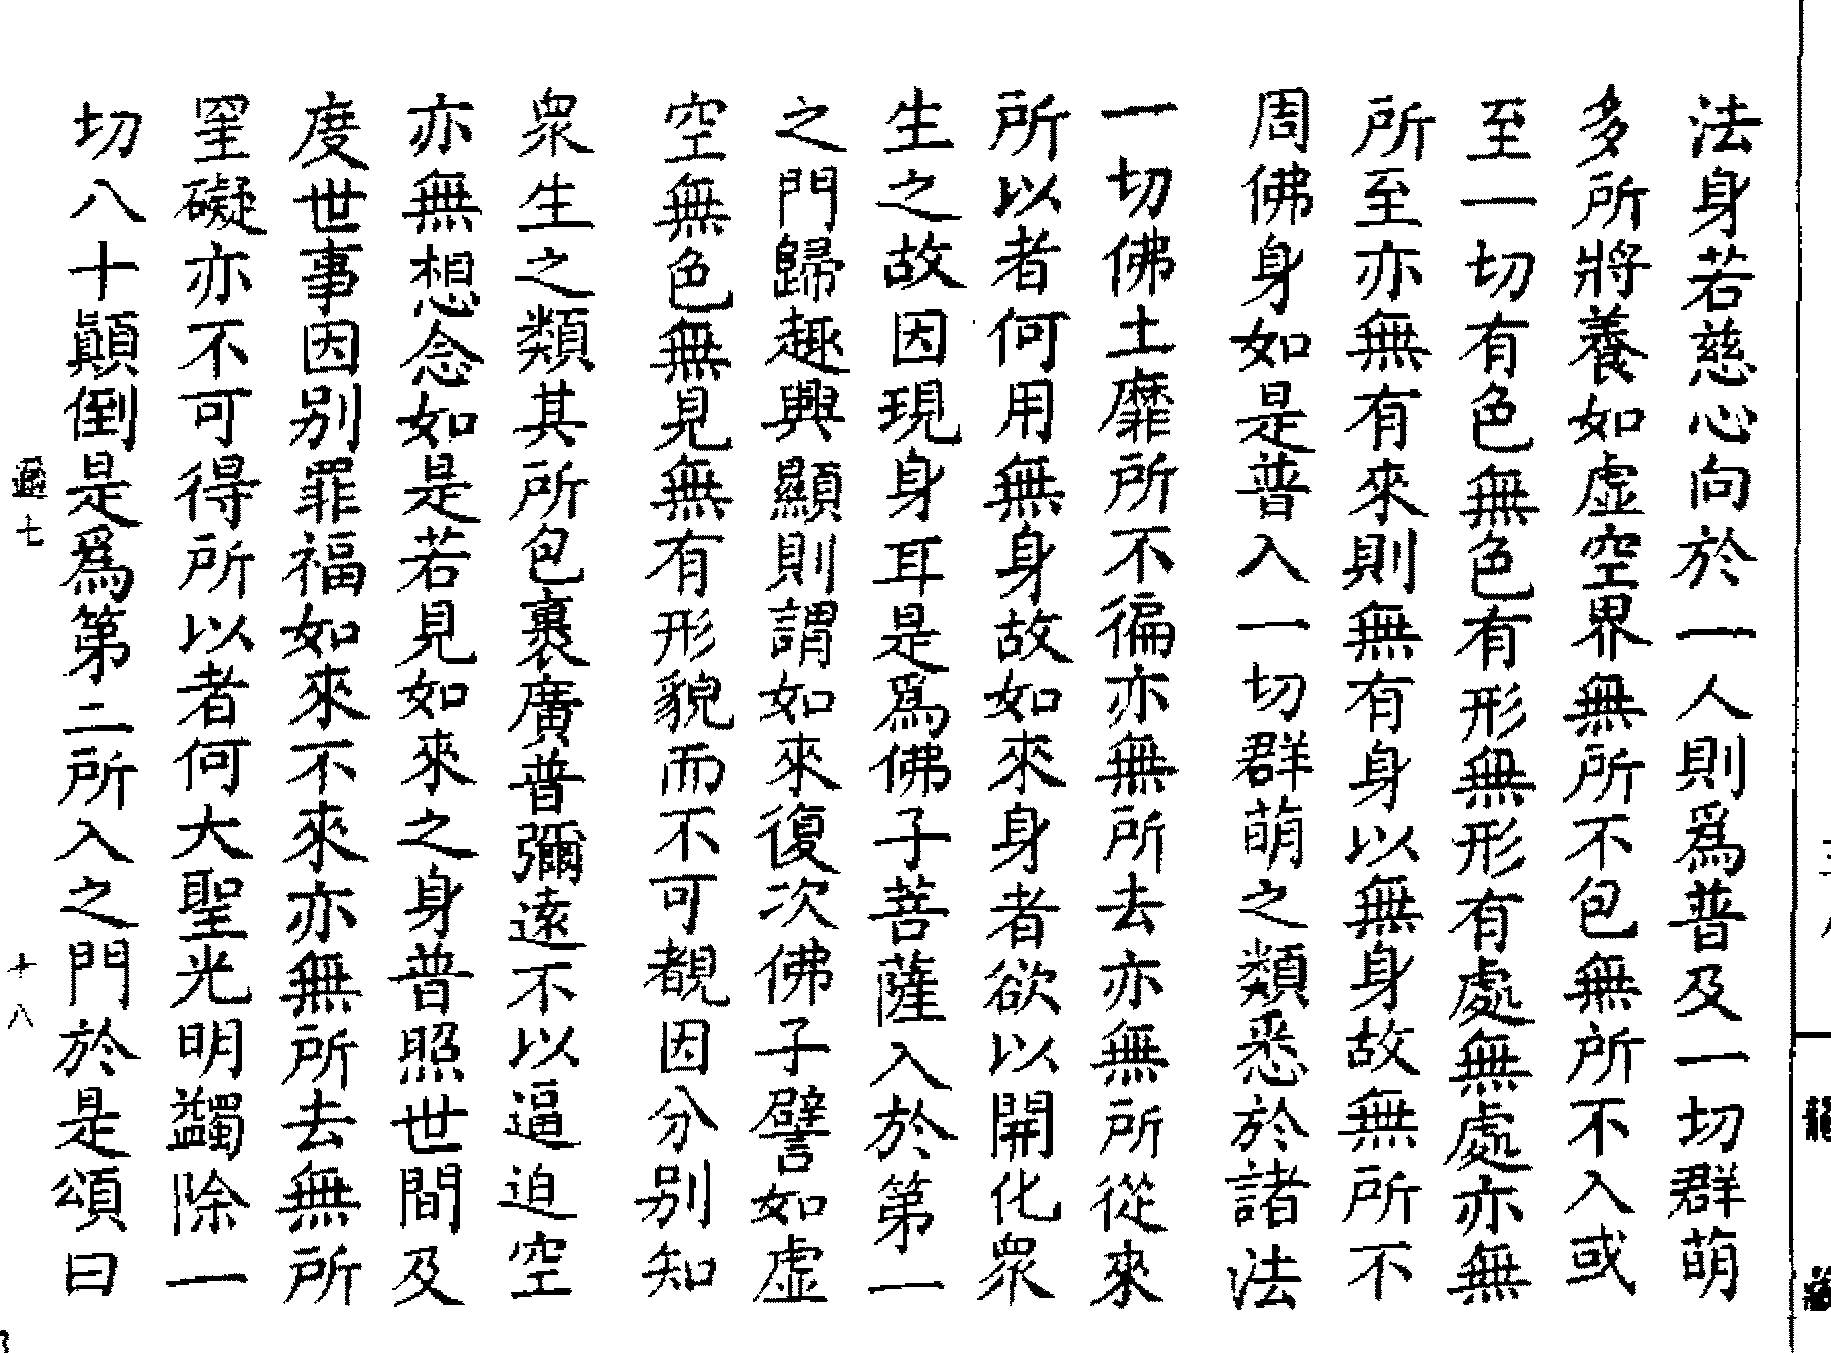 法身若慈心向於一人則爲普及一切群萌
多所將養如虛空界無所不包無所不入或
至一切有色無色有形無形有處無處亦無
所至亦無有來則無有身以無身故無所不
周佛身如是普入一切群萌之類悉於諸法
一切佛土靡所不徧亦無所去亦無所從來
所以者何用無身故如來身者欲以開化衆
生之故因現身耳是爲佛子菩薩入於第一
之門歸趣興顯則謂如來復次佛子譬如虛
空無色無見無有形貌而不可覩因分別知
衆生之類其所包裹廣普彌遠不以逼迫空
亦無想念如是若見如來之身普照世間及
度世事因別罪福如來不來亦無所去無所
罣礙亦不可得所以者何大聖光明蠲除一
切八十顛倒是爲第二所入之門於是頌曰
七
十八